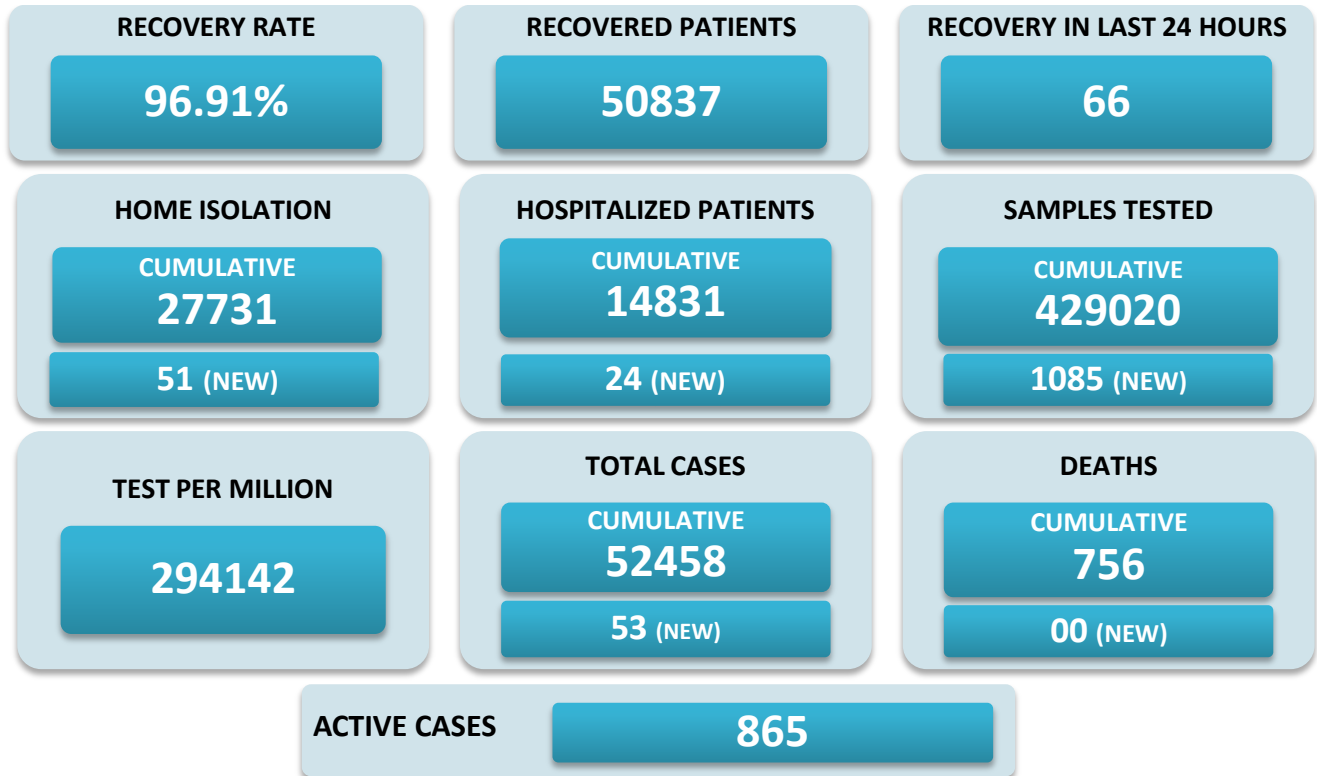 RECOVERY RATE
96.91%
RECOVERED PATIENTS
50837
RECOVERY IN LAST 24 HOURS
66
HOME ISOLATION
CUMULATIVE
27731
51 (NEW)
HOSPITALIZED PATIENTS
CUMULATIVE
14831
24 (NEW)
SAMPLES TESTED
CUMULATIVE
429020
1085 (NEW)
TEST PER MILLION
294142
TOTAL CASES
CUMULATIVE
52458
53 (NEW)
DEATHS
CUMULATIVE
756
00 (NEW)
ACTIVE CASES
865